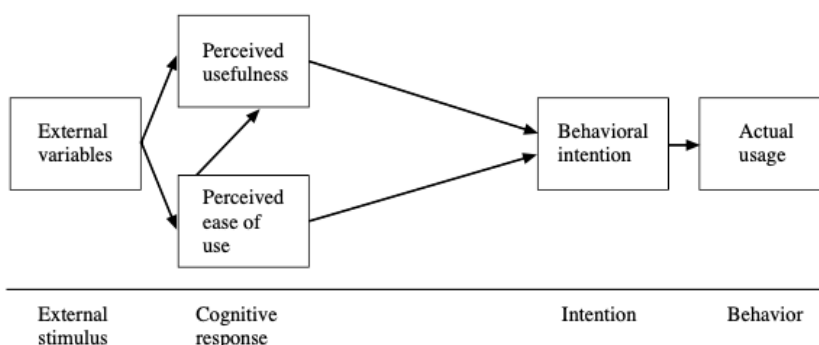 Perceived
usefulness
External
variables
Behavioral
intention
Actual
usage
Perceived
ease of
use
External
stimulus
Cognitive
response
Intention
Behavior